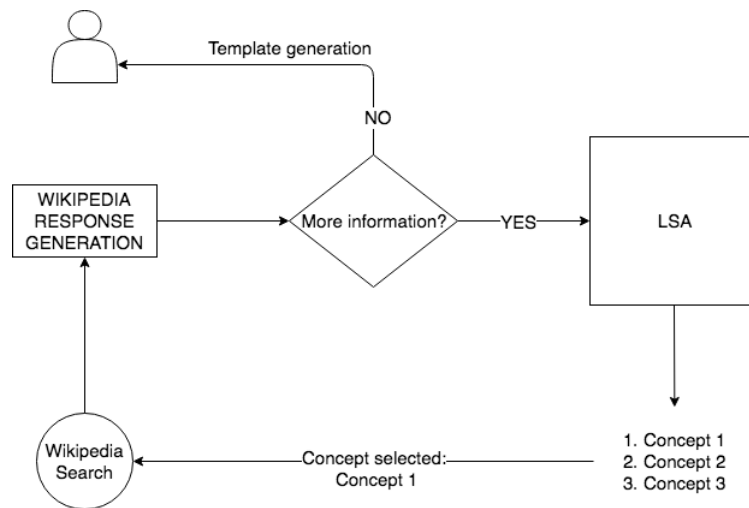 Template generation
NO
WIKIPEDIA
RESPONSE
GENERATION
More information?
YES
LSA
Wikipedia
Search
Concept selected:
Concept 1
1. Concept 1
2. Concept 2
3. Concept 3